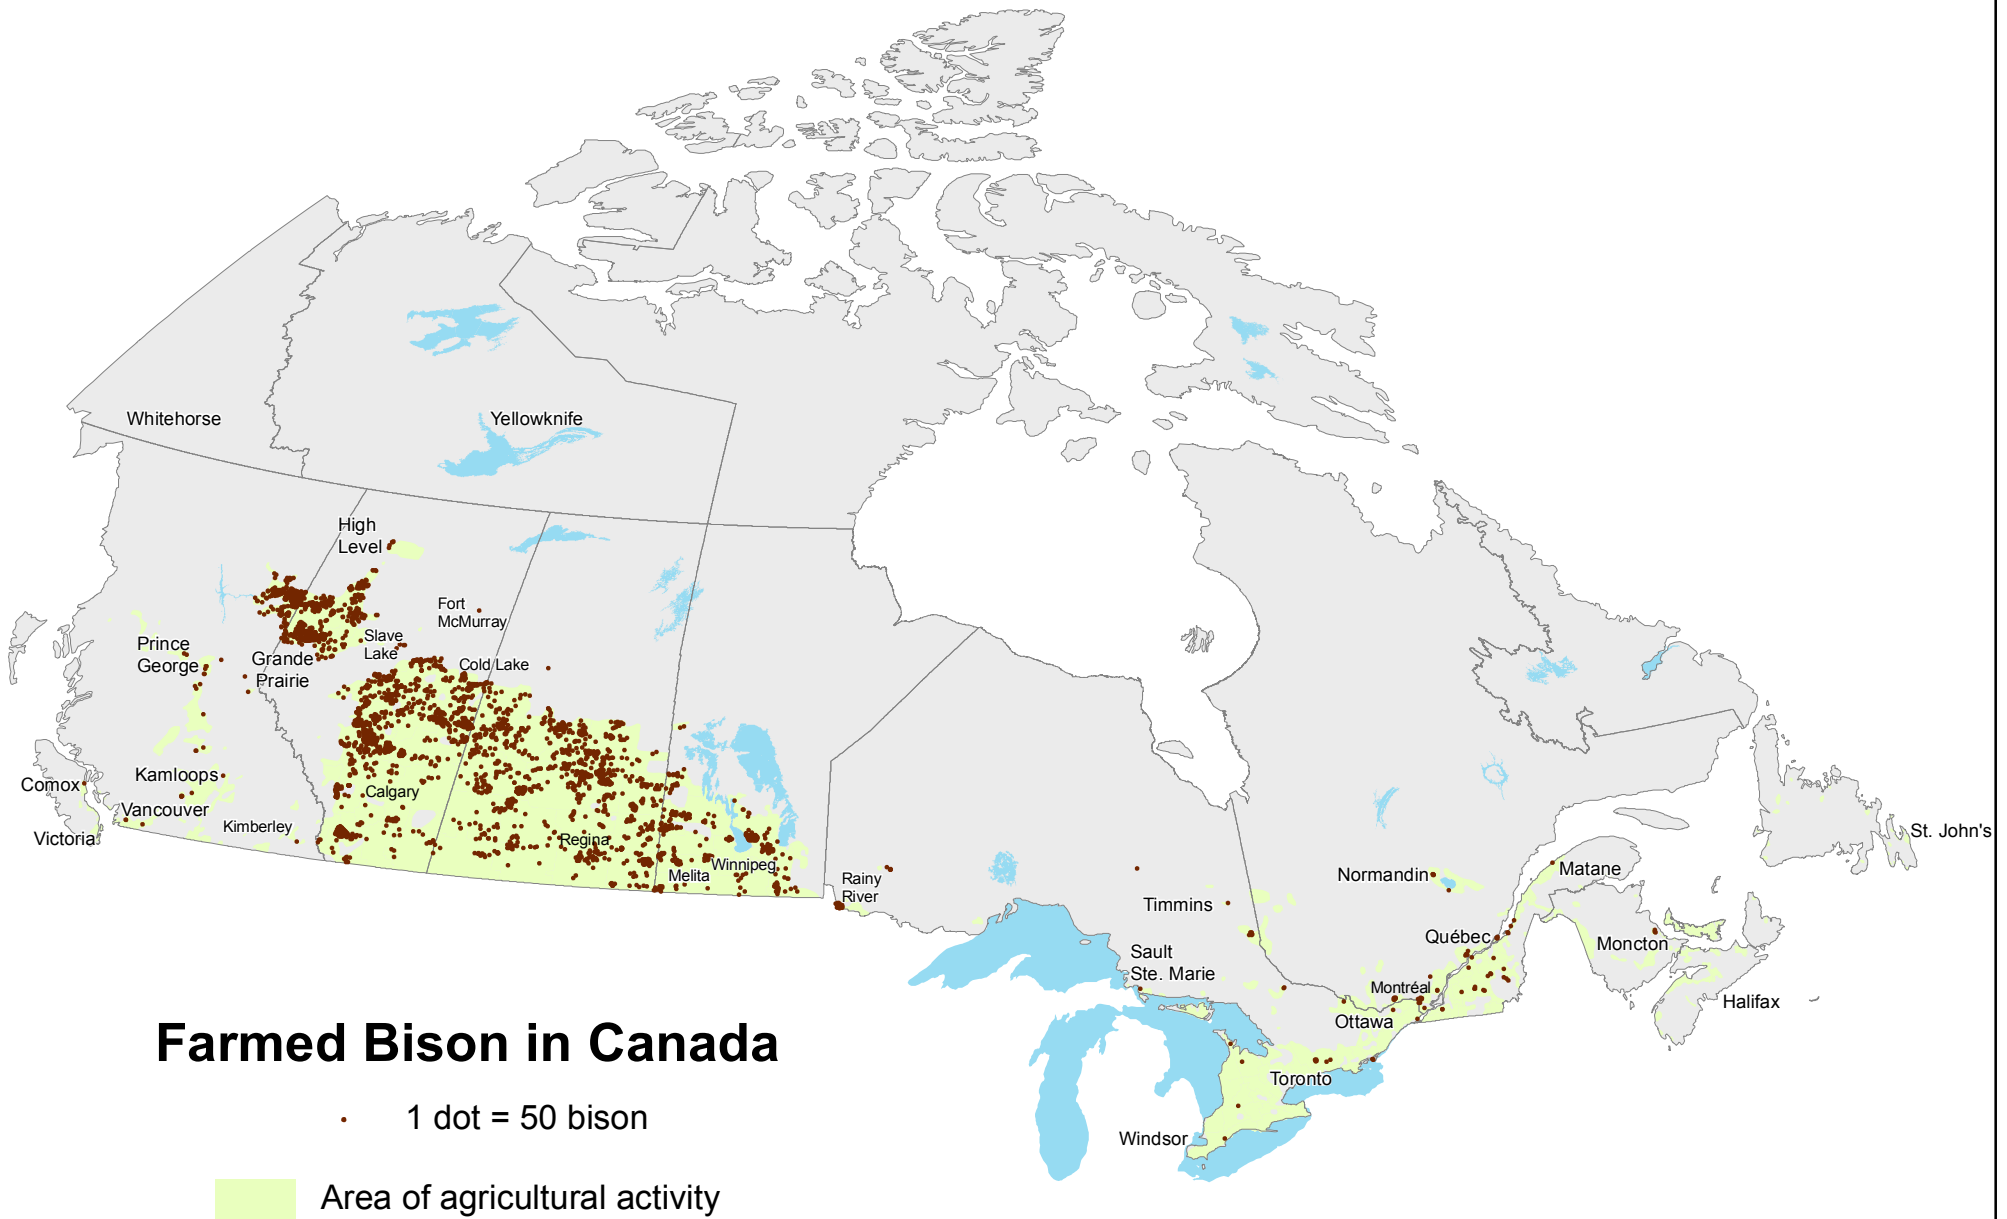 Whitehorse
Yellowknife
High
Level
Fort
McMurray
Prince
George
Slave
Lake
Grande
Prairie
Cold Lake
Comox
Kamloops
Vancouver
Victoria
Kimberley
Calgary
Regina
Melita
Winnipeg
Rainy
River
Timmins
Sault
Ste. Marie
Normandin
Matane
St. John's
Québec
Moncton
Montréal
Halifax
Ottawa
Toronto
Windsor
Farmed Bison in Canada
1 dot = 50 bison
Area of agricultural activity